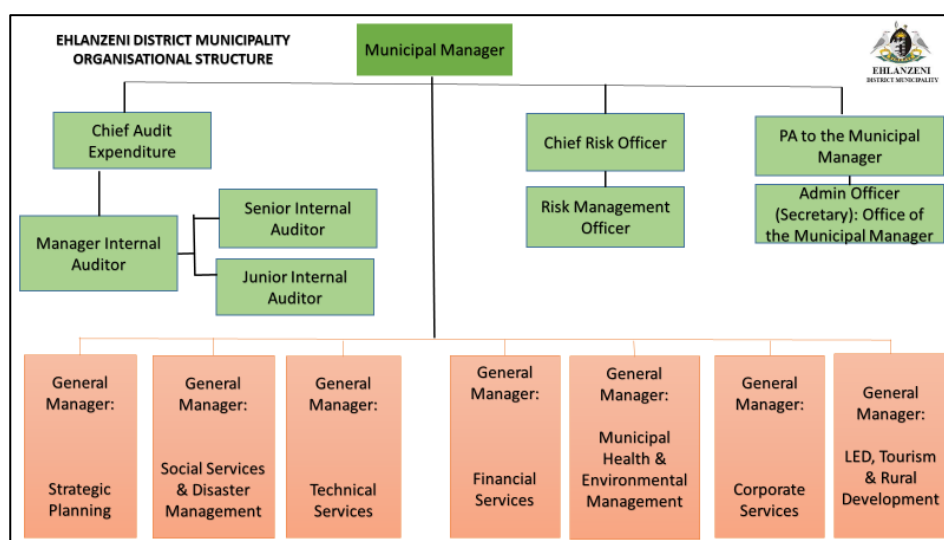 EHLANZENI DISTRICT MUNICIPALITY
ORGANISATIONAL STRUCTURE
Municipal Manager
EHLANZENI
DISTRICT MUNICIPALITY
Chief Audit
Expenditure
Chief Risk Officer
PA to the Municipal
Manager
Manager Internal
Auditor
Senior Internal
Auditor
Junior Internal
Auditor
Risk Management
Officer
Admin Officer
(Secretary): Office of
the Municipal Manager
General
Manager:
Strategic
Planning
General
Manager:
Social Services
& Disaster
Management
General
Manager:
Technical
Services
General
Manager:
Financial
Services
General
Manager:
Municipal
Health &
Environmental
Management
General
Manager:
Corporate
Services
General
Manager:
LED, Tourism
& Rural
Development